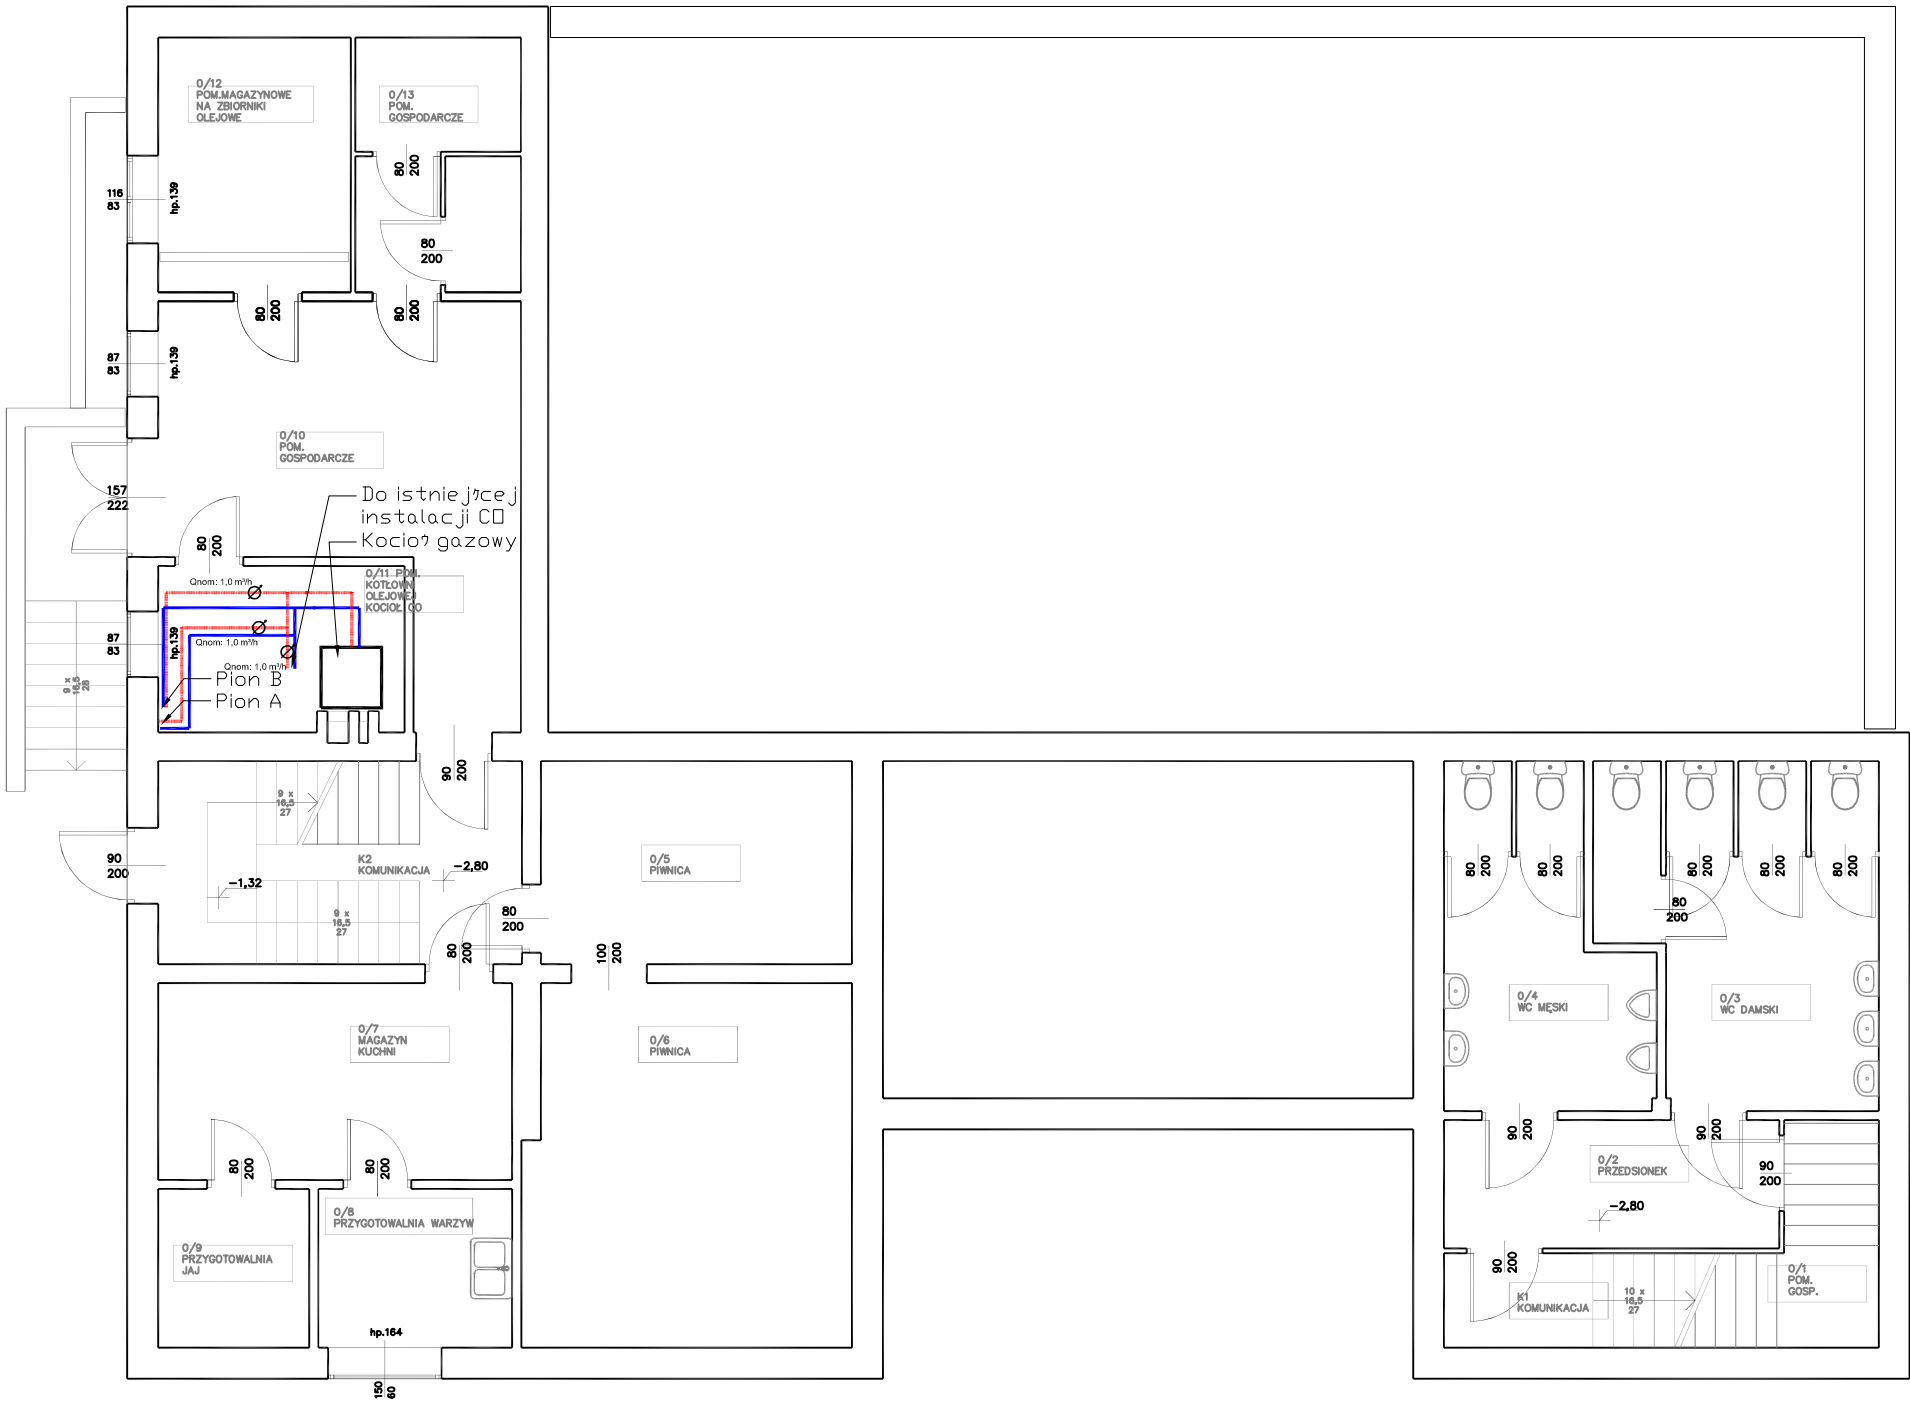 0/12
POM.MAGAZYNOWE
NA ZBIORNIKI
OLEJOWE
0/13
POM.
GOSPODARCZE
80
200
116
83
hp.139
80
200
80
200
80
200
87
83
hp.139
0/10
POM.
GOSPODARCZE
157
222
Do istniejącej
instalacji CO
Kocioł gazowy
80
200
Qnom: 1,0 m³/h
0/11 POM.
KOTŁOWNI
OLEJOWEJ
KOCIOŁ CO
87
83
hp.139
Qnom: 1,0 m³/h
Qnom: 1,0 m³/h
Pion B
Pion A
9 x
16,5
28
90
200
9 x
16,5
27
K2
KOMUNIKACJA
-2,80
-1,32
90
200
9 x
16,5
27
80
200
80
200
0/5
PIWNICA
100
200
0/7
MAGAZYN
KUCHNI
0/6
PIWNICA
80
200
80
200
0/8
PRZYGOTOWALNIA WARZYW
0/9
PRZYGOTOWALNIA
JAJ
hp.164
150
60
80
200
80
200
80
200
80
200
80
200
80
200
0/4
WC MĘSKI
0/3
WC DAMSKI
90
200
90
200
0/2
PRZEDSIONEK
90
200
-2,80
90
200
K1
KOMUNIKACJA
10 x
16,5
27
0/1
POM.
GOSP.